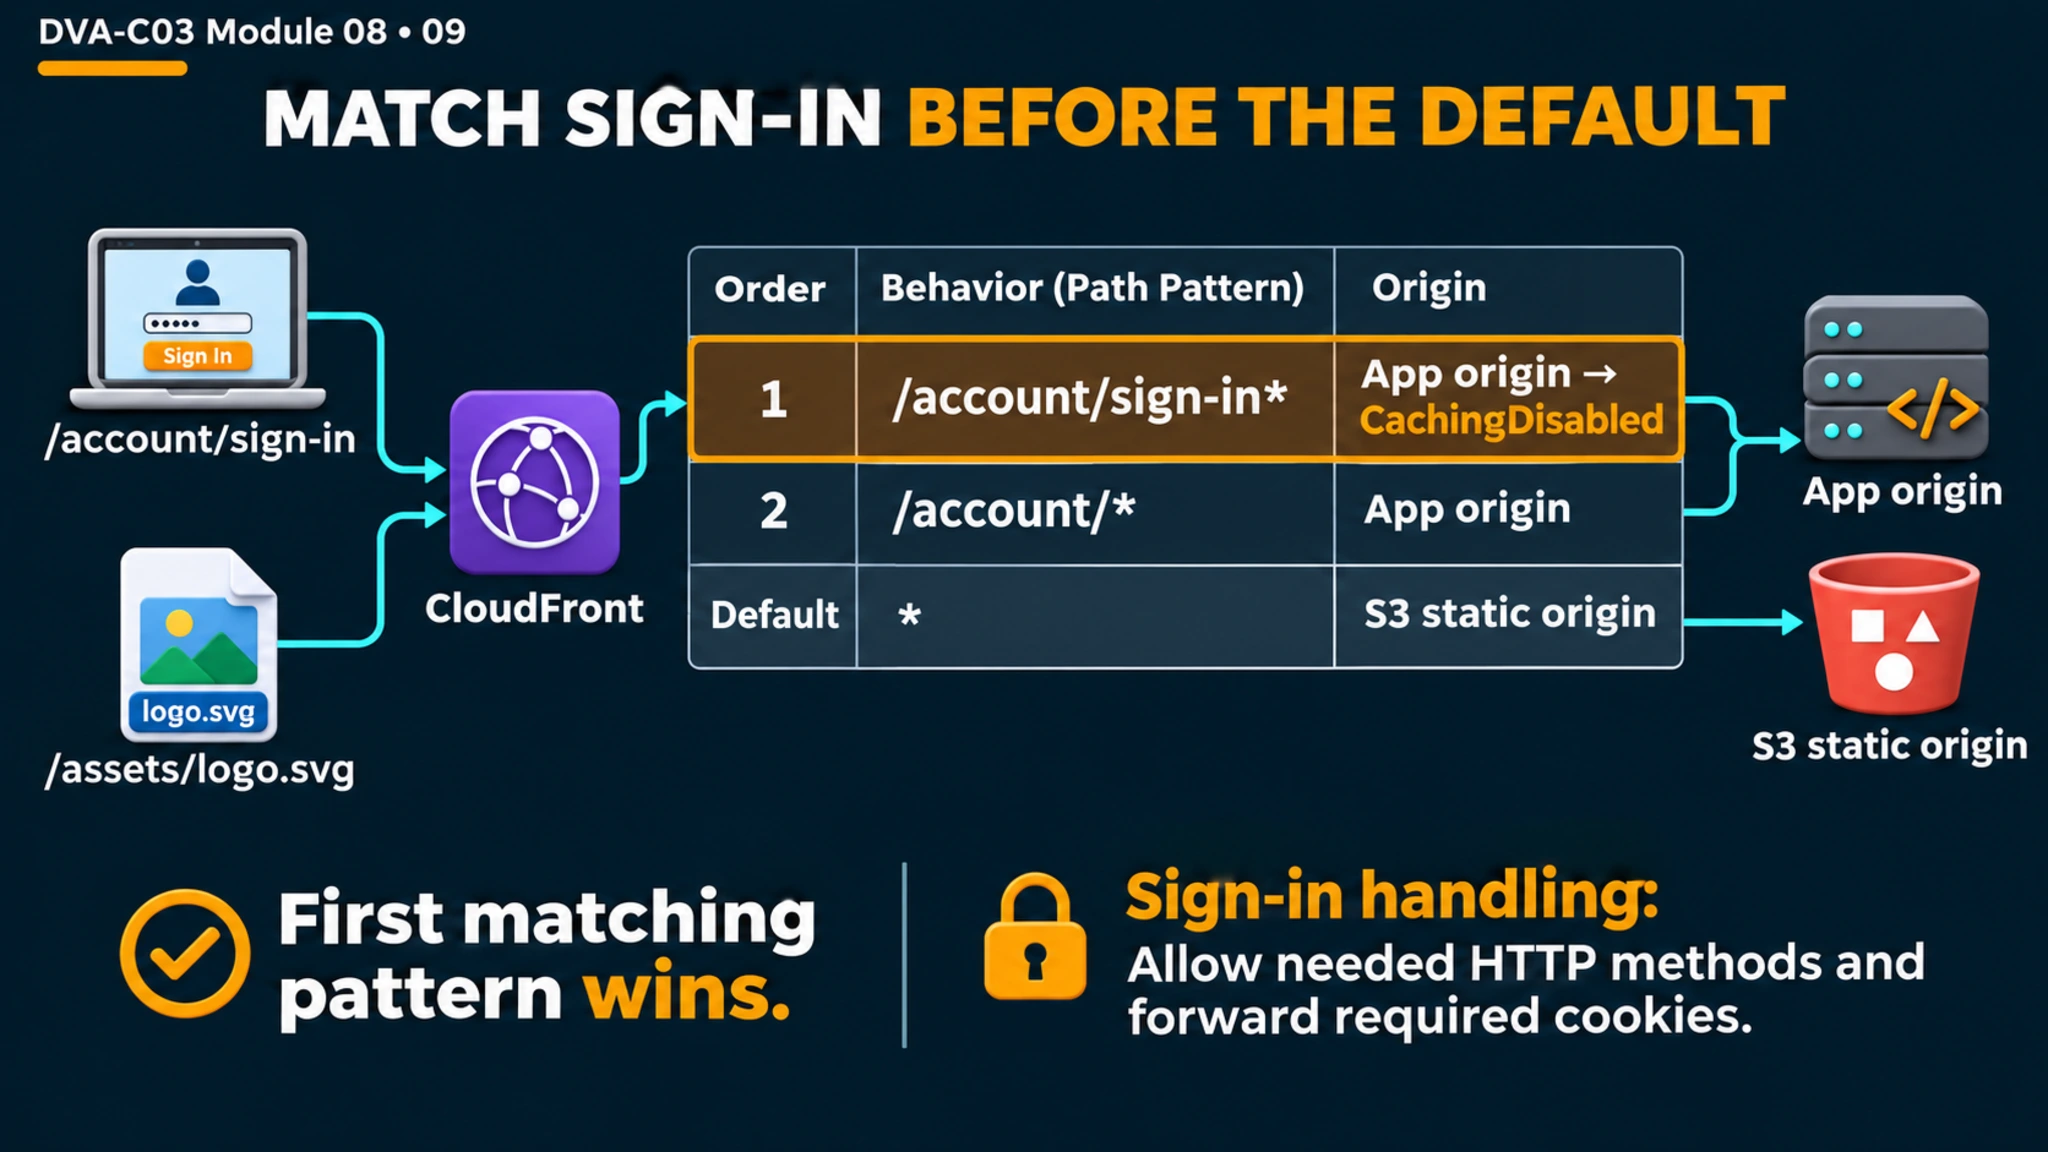 DVA-C03 Module 08 • 09
MATCH SIGN-IN BEFORE THE DEFAULT
Sign In
/account/sign-in
logo.svg
/assets/logo.svg
CloudFront
Order Behavior (Path Pattern) Origin
1 /account/sign-in* App origin →
CachingDisabled
2 /account/* App origin
Default * S3 static origin
App origin
S3 static origin
First matching
pattern wins.
Sign-in handling:
Allow needed HTTP methods and
forward required cookies.